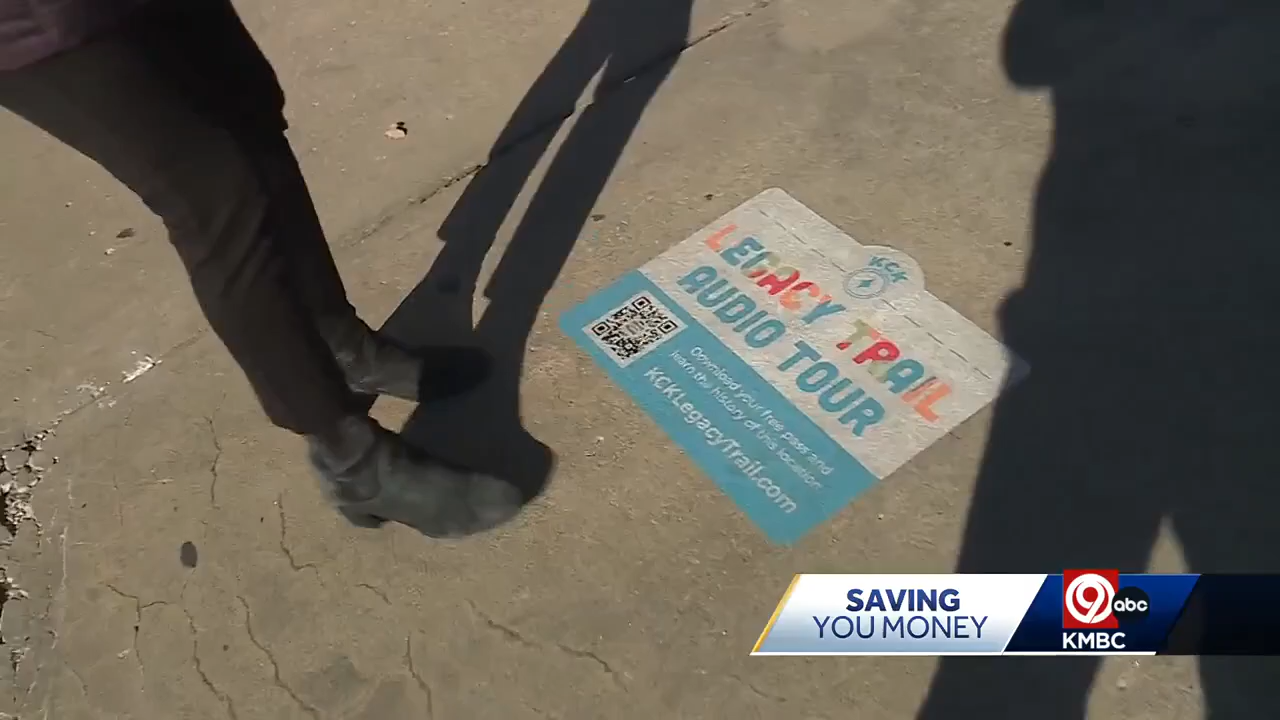 KCK
LEGACY TRAIL
AUDIO TOUR
Download your free pass and
learn the history of this location
KCKLegacyTrail.com
SAVING
YOU MONEY
9
abc
KMBC